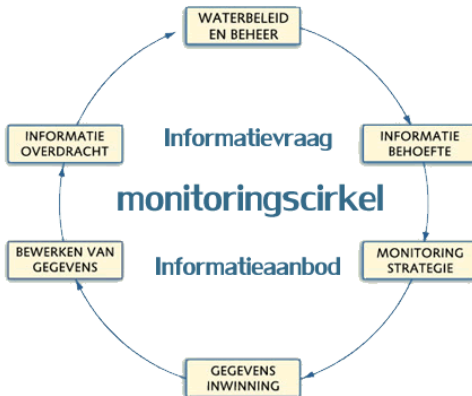 WATERBELEID
EN BEHEER
INFORMATIE
OVERDRACHT
Informatievraag
INFORMATIE
BEHOEFTE
monitoringscirkel
BEWERKEN VAN
GEGEVENS
Informatieaanbod
MONITORING
STRATEGIE
GEGEVENS
INWINNING